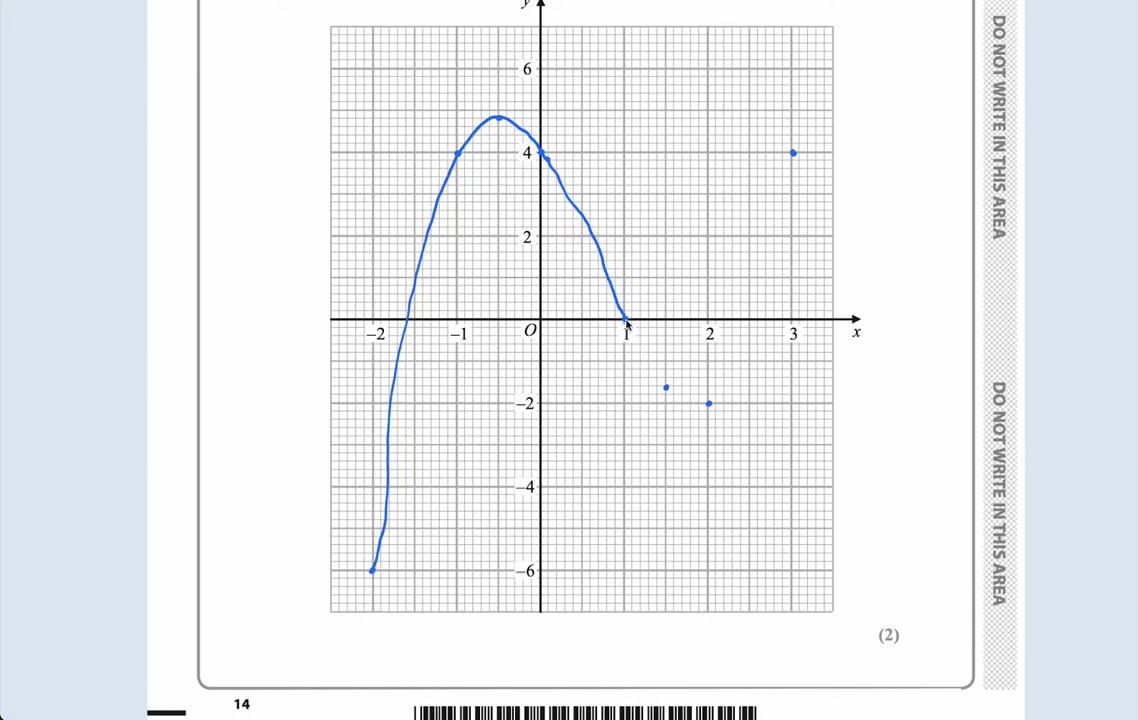 y
6
4
2
−2
−1
O
1
2
3
x
−2
−4
−6
(2)
14
DO NOT WRITE IN THIS AREA
DO NOT WRITE IN THIS AREA